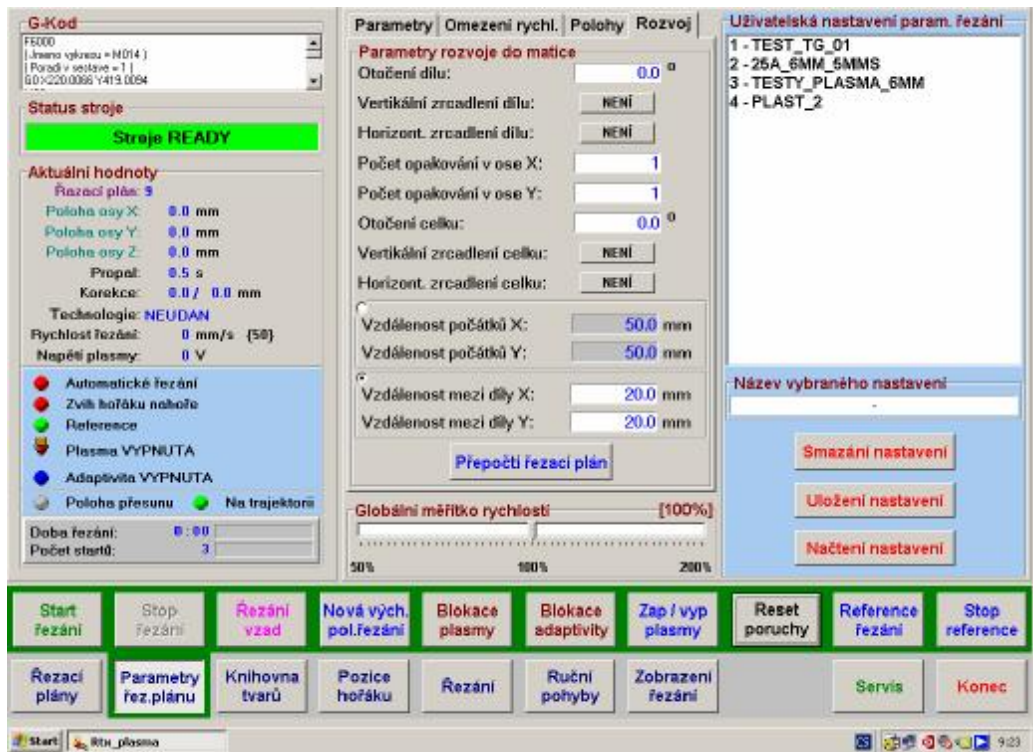 G-Kod
F6000
( Jmeno vykresu = M014 )
( Poradi v sestave = 1 )
G0 X220.0066 Y419.0094
Status stroje
Stroje READY
Aktuální hodnoty
Řazací plán: 9
Poloha osy X: 0.0 mm
Poloha osy Y: 0.0 mm
Poloha osy Z: 0.0 mm
Propal: 0.5 s
Korekce: 0.0 / 0.0 mm
Technologie: NEUDAN
Rychlost řezání: 0 mm/s {50}
Napětí plasmy: 0 V
Automatické řezání
Zvih hořáku nahoře
Reference
Plasma VYPNUTA
Adaptivita VYPNUTA
Poloha přesunu Na trajektorii
Doba řezání: 0 : 00
Počet startů: 3
Parametry Omezení rychl. Polohy Rozvoj
Parametry rozvoje do matice
Otočení dílu: 0.0 °
Vertikální zrcadlení dílu: NENÍ
Horizont. zrcadlení dílu: NENÍ
Počet opakování v ose X: 1
Počet opakování v ose Y: 1
Otočení celku: 0.0 °
Vertikální zrcadlení celku: NENÍ
Horizont. zrcadlení celku: NENÍ
Vzdálenost počátků X: 50.0 mm
Vzdálenost počátků Y: 50.0 mm
Vzdálenost mezi díly X: 20.0 mm
Vzdálenost mezi díly Y: 20.0 mm
Přepočti řezací plán
Globální měřítko rychlostí [100%]
50% 100% 200%
Uživatelská nastavení param. řezání
1 - TEST_TG_01
2 - 25A_6MM_5MMS
3 - TESTY_PLASMA_6MM
4 - PLAST_2
Název vybraného nastavení
-
Smazání nastavení
Uložení nastavení
Načtení nastavení
Start řezání
Stop řezání
Řezání vzad
Nová vých. pol.řezání
Blokace plasmy
Blokace adaptivity
Zap / vyp plasmy
Reset poruchy
Reference řezání
Stop reference
Řezací plány
Parametry řez.plánu
Knihovna tvarů
Pozice hořáku
Řezání
Ruční pohyby
Zobrazení řezání
Servis
Konec
Start Rtx_plasma 9:23